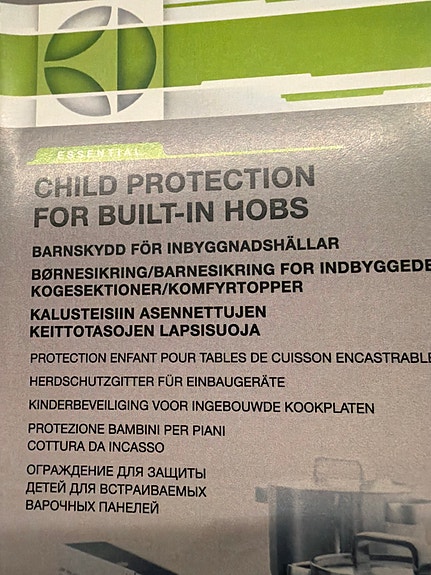 ESSENTIAL
CHILD PROTECTION
FOR BUILT-IN HOBS
BARNSKYDD FÖR INBYGGNADSHÄLLAR
BØRNESIKRING/BARNESIKRING FOR INDBYGGEDE
KOGESEKTIONER/KOMFYRTOPPER
KALUSTEISIIN ASENNETTUJEN
KEITTOTASOJEN LAPSISUOJA
PROTECTION ENFANT POUR TABLES DE CUISSON ENCASTRABLE
HERDSCHUTZGITTER FÜR EINBAUGERÄTE
KINDERBEVEILIGING VOOR INGEBOUWDE KOOKPLATEN
PROTEZIONE BAMBINI PER PIANI
COTTURA DA INCASSO
ОГРАЖДЕНИЕ ДЛЯ ЗАЩИТЫ
ДЕТЕЙ ДЛЯ ВСТРАИВАЕМЫХ
ВАРОЧНЫХ ПАНЕЛЕЙ